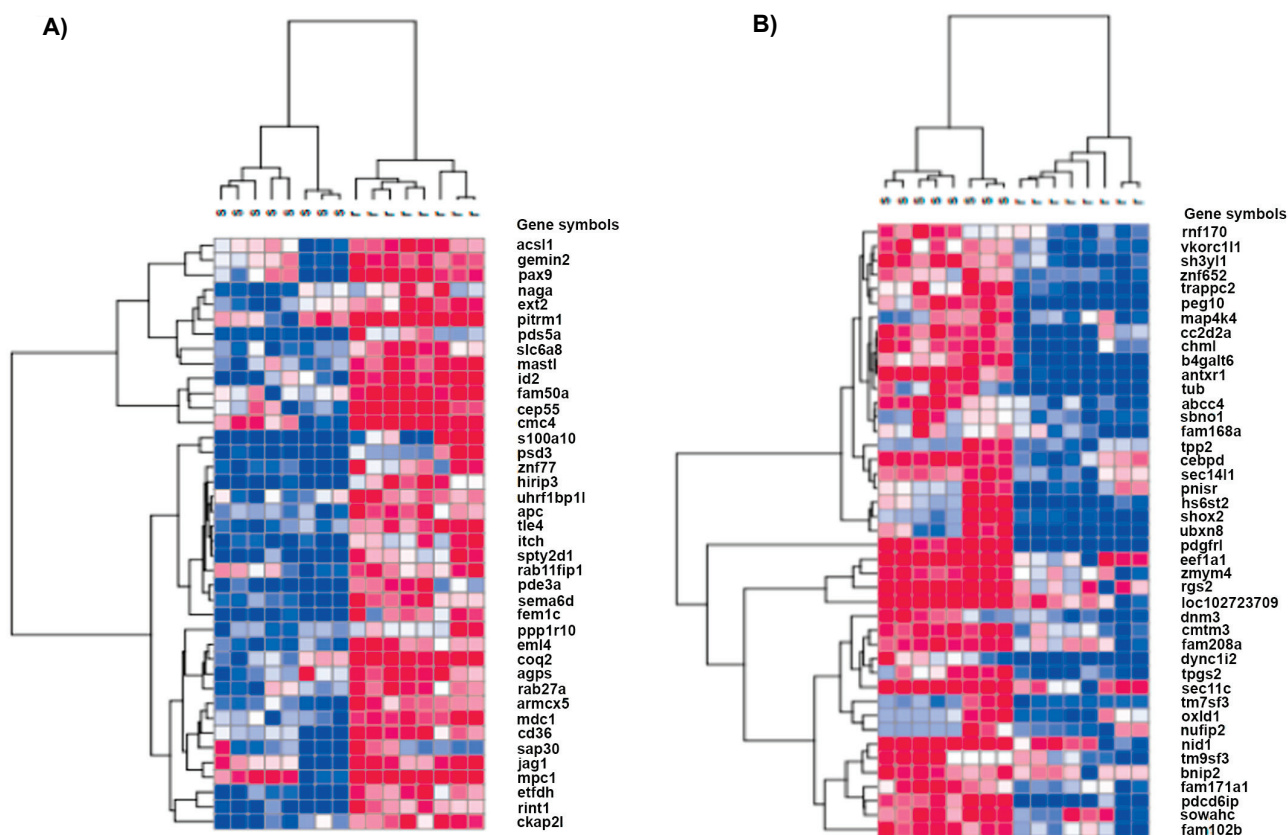 A)
S S S S S S S S r r r r r r r r
Gene symbols
acsl1
gemin2
pax9
naga
ext2
pitrm1
pds5a
slc6a8
mastl
id2
fam50a
cep55
cmc4
s100a10
psd3
znf77
hirip3
uhrf1bp1l
apc
tle4
itch
spty2d1
rab11fip1
pde3a
sema6d
fem1c
ppp1r10
eml4
coq2
agps
rab27a
armcx5
mdc1
cd36
sap30
jag1
mpc1
etfdh
rint1
ckap2l
B)
S S S S S S S S r r r r r r r r
Gene symbols
rnf170
vkorc1l1
sh3yl1
znf652
trappc2
peg10
map4k4
cc2d2a
chml
b4galt6
antxr1
tub
abcc4
sbno1
fam168a
tpp2
cebpd
sec14l1
pnisr
hs6st2
shox2
ubxn8
pdgfrl
eef1a1
zmym4
rgs2
loc102723709
dnm3
cmtm3
fam208a
dync1i2
tpgs2
sec11c
tm7sf3
oxld1
nufip2
nid1
tm9sf3
bnip2
fam171a1
pdcd6ip
sowahc
fam102b